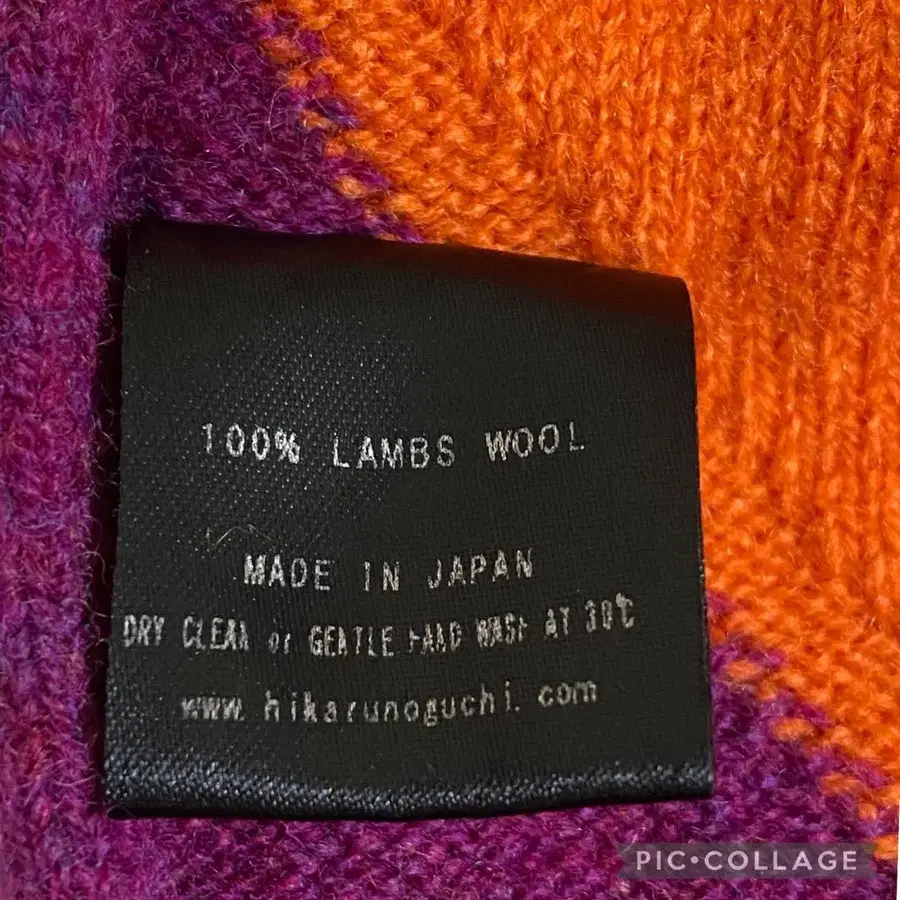 100% LAMBS WOOL
MADE IN JAPAN
DRY CLEAN or GENTLE HAND WASH AT 30℃
www.hikarunoguchi.com
PIC•COLLAGE